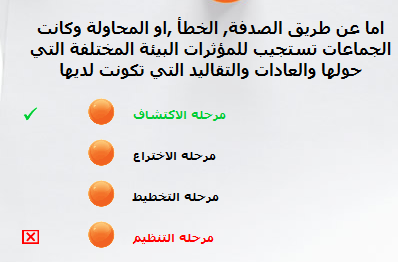 اما عن طريق الصدفة, الخطأ ,او المحاولة وكانت
الجماعات تستجيب للمؤثرات البيئة المختلفة التي
حولها والعادات والتقاليد التي تكونت لديها
مرحله الاكتشاف
مرحله الاختراع
مرحلة التخطيط
مرحله التنظيم